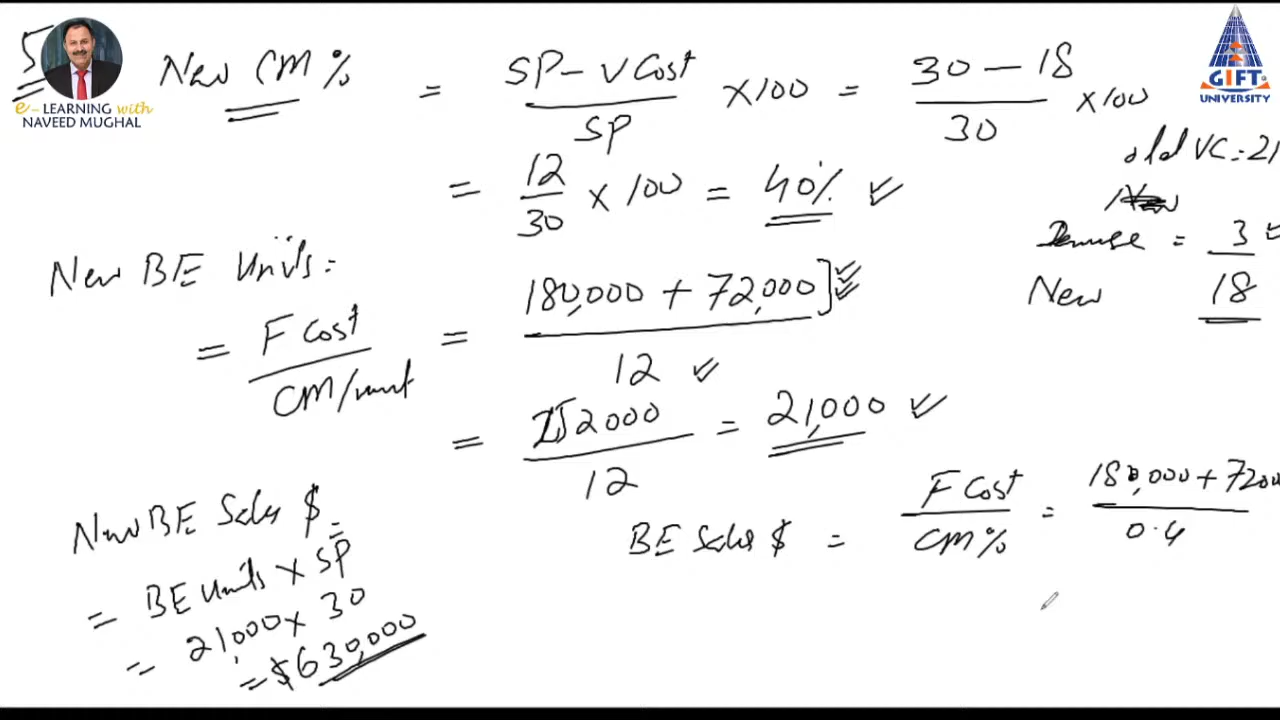 5
e-LEARNING with
NAVEED MUGHAL
GIFT
UNIVERSITY
New CM % = SP - V Cost / SP × 100 = 30 - 18 / 30 × 100
= 12 / 30 × 100 = 40% ✓
old VC = 21
= 3 ✓
New 18
New BE Units:
= F Cost / CM/unit = 180,000 + 72,000 / 12 ✓
= 252000 / 12 = 21,000 ✓
New BE Sales $ =
= BE Units × SP
= 21,000 × 30
= $630,000
BE Sales $ = F Cost / CM% = 180,000 + 7200 / 0.4